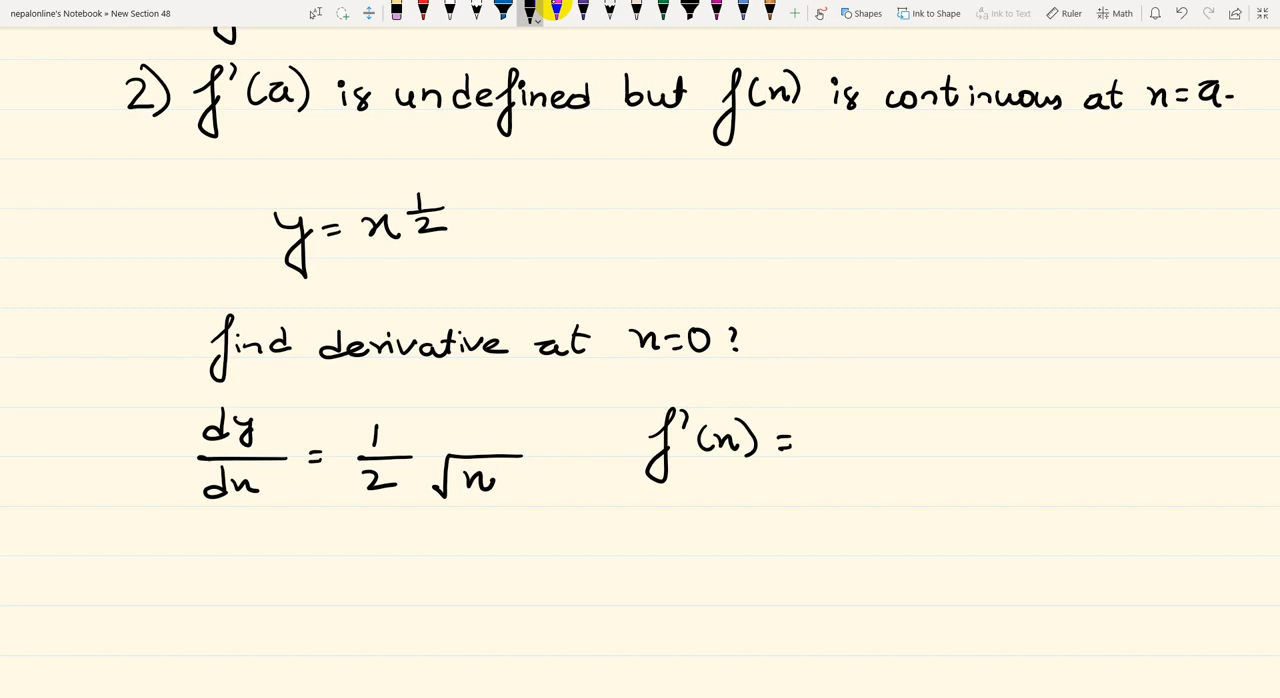 nepalonline's Notebook » New Section 48
Shapes Ink to Shape Ink to Text Ruler Math
2) f'(a) is undefined but f(x) is continuous at x=a.
y = x^1/2
find derivative at x=0?
dy/dx = 1/2 √x f'(x) =